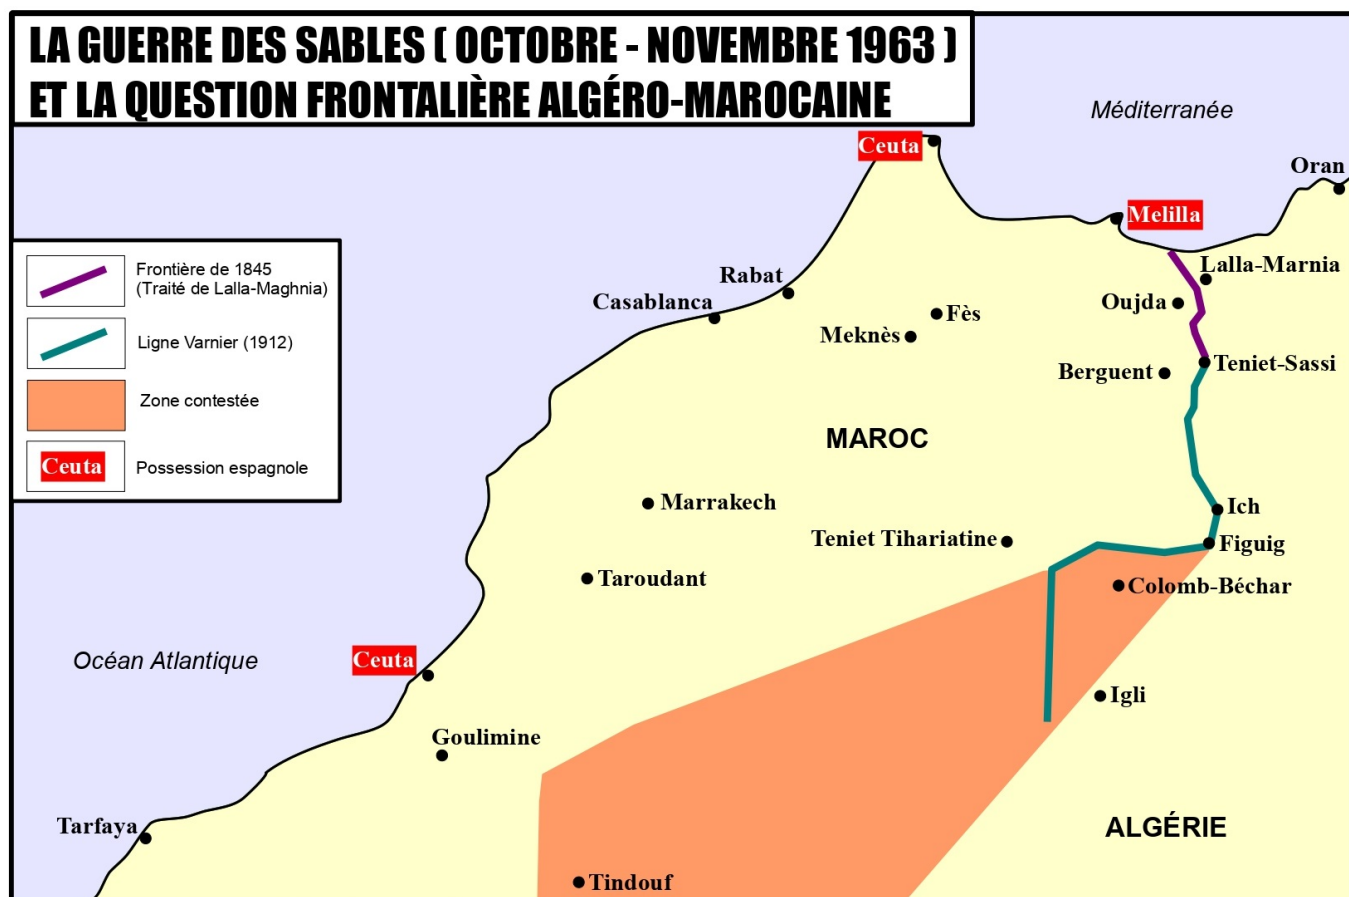 LA GUERRE DES SABLES ( OCTOBRE - NOVEMBRE 1963 )
ET LA QUESTION FRONTALIÈRE ALGÉRO-MAROCAINE
Méditerranée
Ceuta
Oran
Melilla
Frontière de 1845
(Traité de Lalla-Maghnia)
Ligne Varnier (1912)
Zone contestée
Ceuta
Possession espagnole
Lalla-Marnia
Rabat
Casablanca
Oujda
Fès
Meknès
Teniet-Sassi
Berguent
MAROC
Marrakech
Ich
Teniet Tihariatine
Figuig
Taroudant
Colomb-Béchar
Océan Atlantique
Ceuta
Igli
Goulimine
Tarfaya
ALGÉRIE
Tindouf